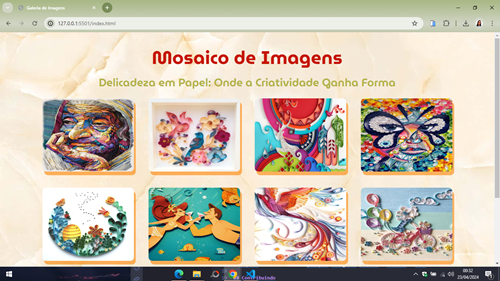 Galeria de Imagens
127.0.0.1:5501/index.html
Mosaico de Imagens
Delicadeza em Papel: Onde a Criatividade Ganha Forma
00:32
23/04/2024